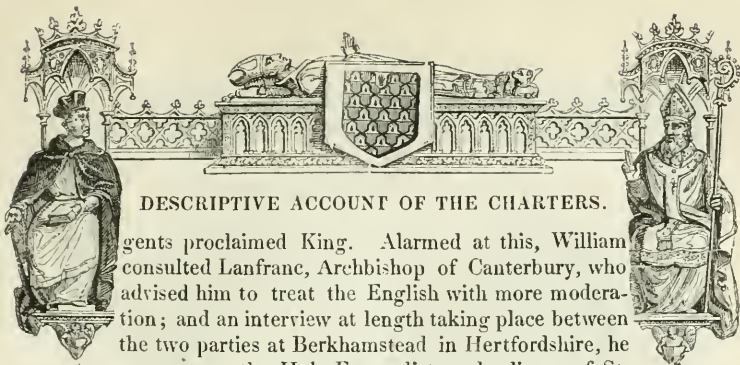 DESCRIPTIVE ACCOUNT OF THE CHARTERS.
gents proclaimed King. Alarmed at this, William
consulted Lanfranc, Archbishop of Canterbury, who
advised him to treat the English with more modera-
tion; and an interview at length taking place between
the two parties at Berkhamstead in Hertfordshire, he